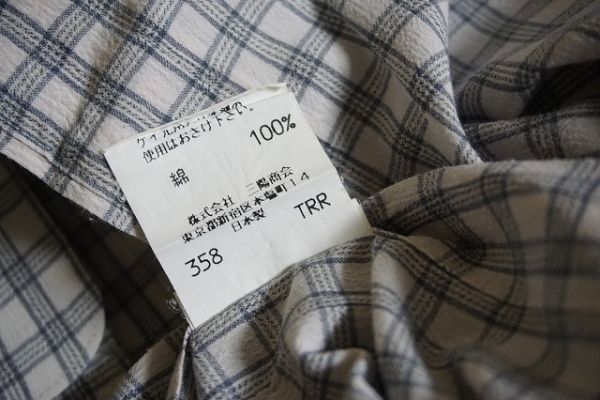 使用はおさけ下さい。
綿 100%
株式会社 三陽商会
東京都新宿区本塩町14
日本製 TRR
358